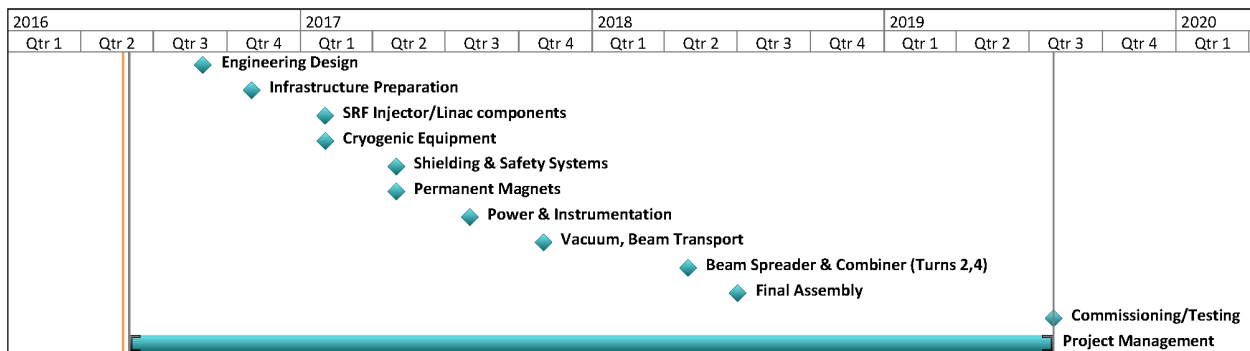 2016 2017 2018 2019 2020
Qtr 1 Qtr 2 Qtr 3 Qtr 4 Qtr 1 Qtr 2 Qtr 3 Qtr 4 Qtr 1 Qtr 2 Qtr 3 Qtr 4 Qtr 1 Qtr 2 Qtr 3 Qtr 4 Qtr 1
Engineering Design
Infrastructure Preparation
SRF Injector/Linac components
Cryogenic Equipment
Shielding & Safety Systems
Permanent Magnets
Power & Instrumentation
Vacuum, Beam Transport
Beam Spreader & Combiner (Turns 2,4)
Final Assembly
Commissioning/Testing
Project Management